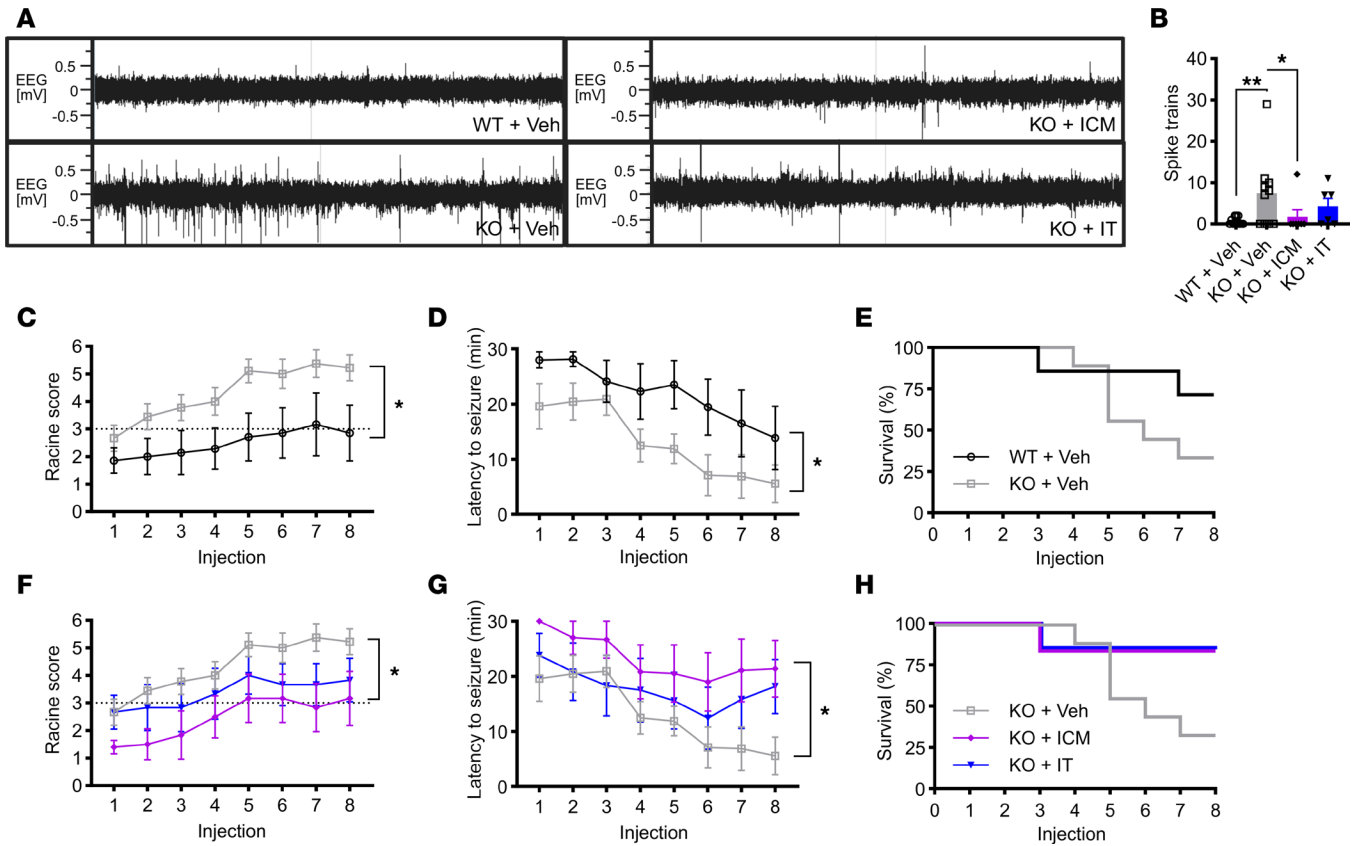 A
EEG
[mV]
0.5
0
-0.5
WT + Veh
EEG
[mV]
0.5
0
-0.5
KO + ICM
EEG
[mV]
0.5
0
-0.5
KO + Veh
EEG
[mV]
0.5
0
-0.5
KO + IT
B
Spike trains
40
30
20
10
0
**
*
WT + Veh
KO + Veh
KO + ICM
KO + IT
C
Racine score
6
5
4
3
2
1
0
*
1 2 3 4 5 6 7 8
Injection
D
Latency to seizure (min)
30
20
10
0
*
1 2 3 4 5 6 7 8
Injection
E
Survival (%)
100
75
50
25
0
WT + Veh
KO + Veh
0 1 2 3 4 5 6 7 8
Injection
F
Racine score
6
5
4
3
2
1
0
*
1 2 3 4 5 6 7 8
Injection
G
Latency to seizure (min)
30
20
10
0
*
1 2 3 4 5 6 7 8
Injection
H
Survival (%)
100
75
50
25
0
KO + Veh
KO + ICM
KO + IT
0 1 2 3 4 5 6 7 8
Injection